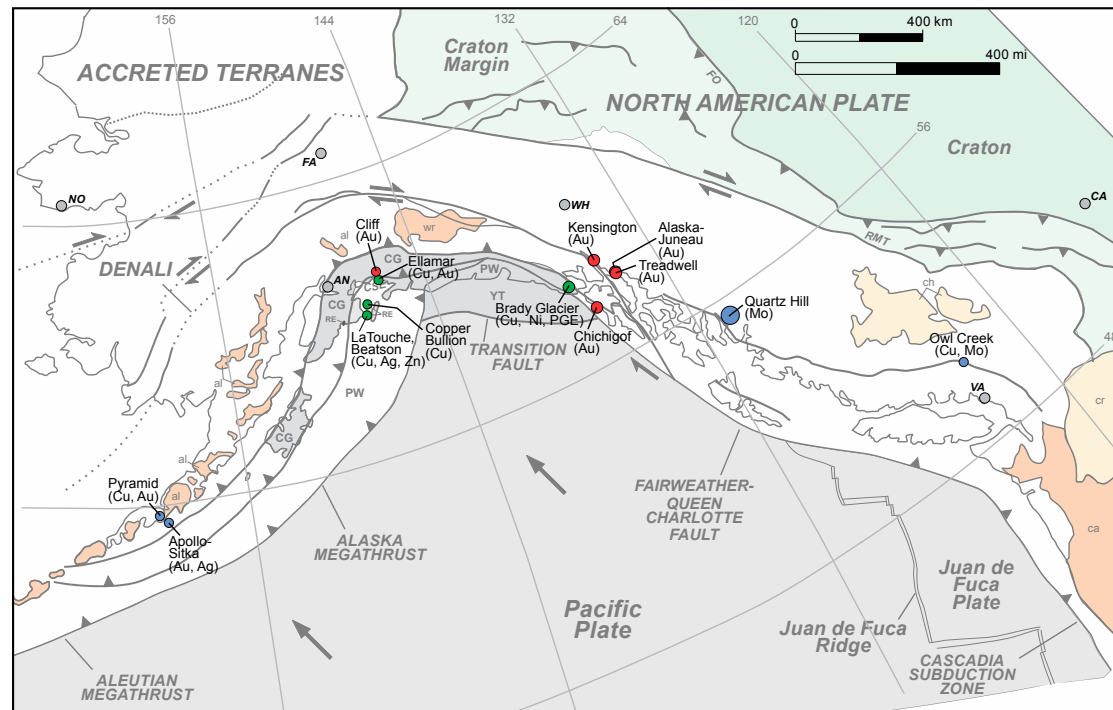 156
144
132
64
120
0
400 km
0
400 mi
Craton
Margin
ACCRETED TERRANES
FO
NORTH AMERICAN PLATE
56
Craton
FA
NO
WH
CA
RMT
al
wr
Cliff
(Au)
CG
Ellamar
(Cu, Au)
PW
Kensington
(Au)
Alaska-
Juneau
(Au)
Treadwell
(Au)
DENALI
AN
CG
YT
RE
RE
Brady Glacier
(Cu, Ni, PGE)
Chichigof
(Au)
Quartz Hill
(Mo)
ch
Owl Creek
(Cu, Mo)
48
LaTouche,
Beatson
(Cu, Ag, Zn)
Copper
Bullion
(Cu)
TRANSITION
FAULT
al
PW
VA
cr
CG
al
al
Pyramid
(Cu, Au)
Apollo-
Sitka
(Au, Ag)
ALASKA
MEGATHRUST
FAIRWEATHER-
QUEEN
CHARLOTTE
FAULT
ca
Pacific
Plate
Juan de
Fuca
Plate
Juan de Fuca
Ridge
CASCADIA
SUBDUCTION
ZONE
ALEUTIAN
MEGATHRUST